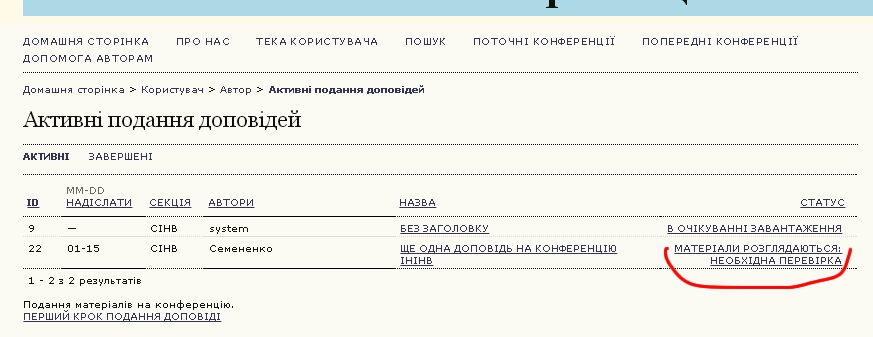 ДОМАШНЯ СТОРІНКА ПРО НАС ТЕКА КОРИСТУВАЧА ПОШУК ПОТОЧНІ КОНФЕРЕНЦІЇ ПОПЕРЕДНІ КОНФЕРЕНЦІЇ
ДОПОМОГА АВТОРАМ
Домашня сторінка > Користувач > Автор > Активні подання доповідей
Активні подання доповідей
АКТИВНІ ЗАВЕРШЕНІ
MM-DD
ID НАДІСЛАТИ СЕКЦІЯ АВТОРИ НАЗВА СТАТУС
9 — СІНВ system БЕЗ ЗАГОЛОВКУ В ОЧІКУВАННІ ЗАВАНТАЖЕННЯ
22 01-15 СІНВ Семененко ЩЕ ОДНА ДОПОВІДЬ НА КОНФЕРЕНЦІЮ МАТЕРІАЛИ РОЗГЛЯДАЮТЬСЯ:
ІНІНВ НЕОБХІДНА ПЕРЕВІРКА
1 - 2 з 2 результатів
Подання матеріалів на конференцію.
ПЕРШИЙ КРОК ПОДАННЯ ДОПОВІДІ